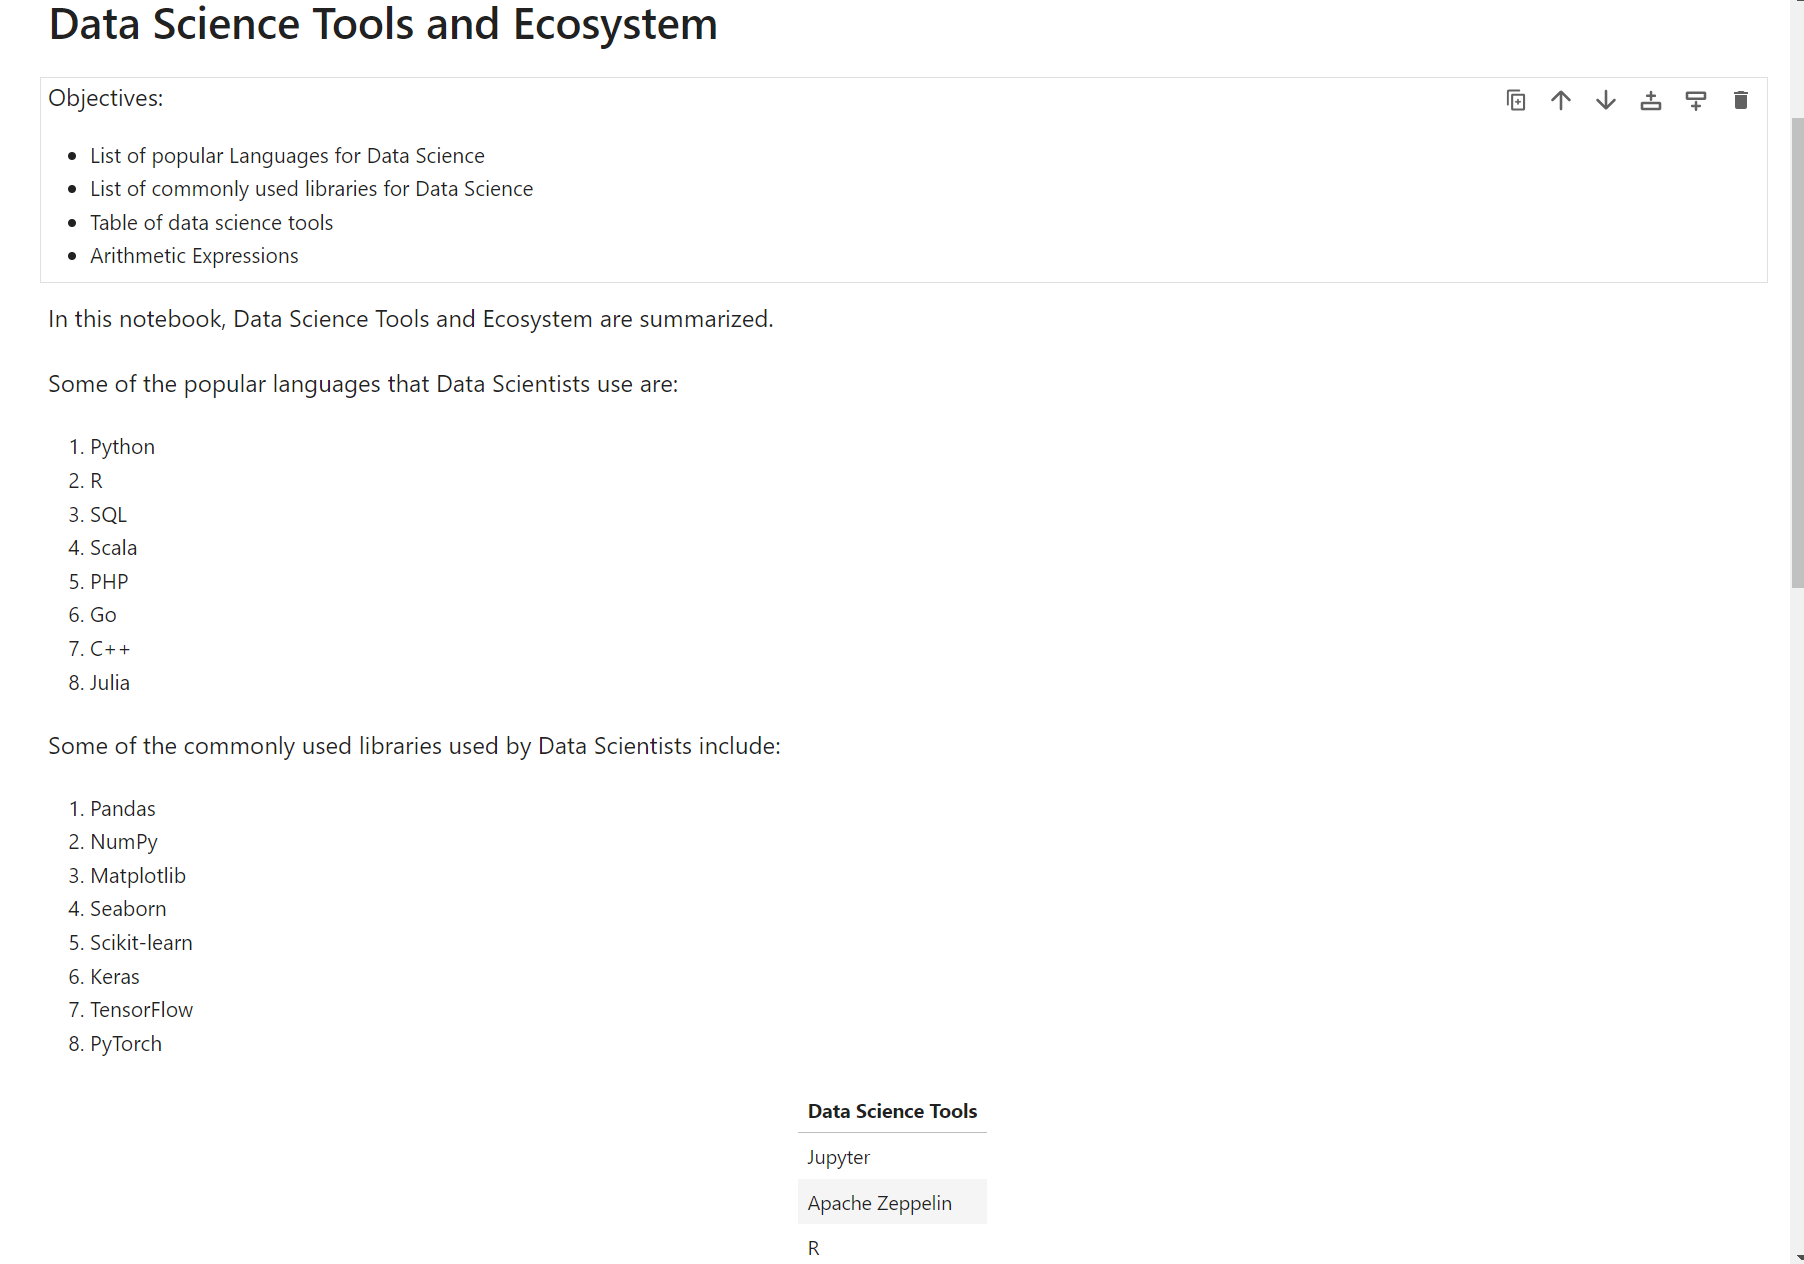 Data Science Tools and Ecosystem
Objectives:
• List of popular Languages for Data Science
• List of commonly used libraries for Data Science
• Table of data science tools
• Arithmetic Expressions
In this notebook, Data Science Tools and Ecosystem are summarized.
Some of the popular languages that Data Scientists use are:
1. Python
2. R
3. SQL
4. Scala
5. PHP
6. Go
7. C++
8. Julia
Some of the commonly used libraries used by Data Scientists include:
1. Pandas
2. NumPy
3. Matplotlib
4. Seaborn
5. Scikit-learn
6. Keras
7. TensorFlow
8. PyTorch
Data Science Tools
Jupyter
Apache Zeppelin
R